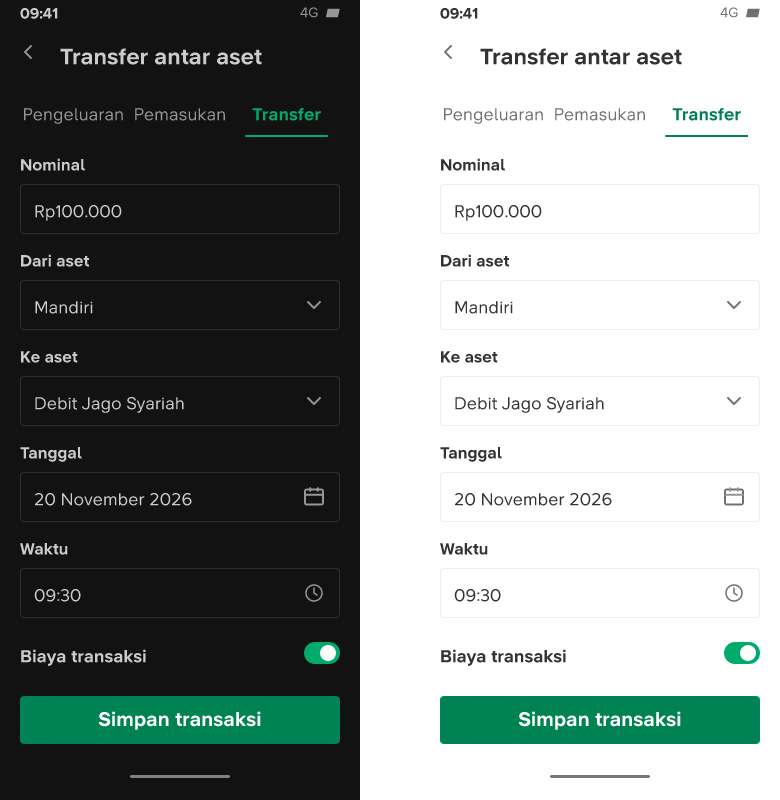 09:41
4G
Transfer antar aset
Pengeluaran Pemasukan Transfer
Nominal
Rp100.000
Dari aset
Mandiri
Ke aset
Debit Jago Syariah
Tanggal
20 November 2026
Waktu
09:30
Biaya transaksi
Simpan transaksi
09:41
4G
Transfer antar aset
Pengeluaran Pemasukan Transfer
Nominal
Rp100.000
Dari aset
Mandiri
Ke aset
Debit Jago Syariah
Tanggal
20 November 2026
Waktu
09:30
Biaya transaksi
Simpan transaksi